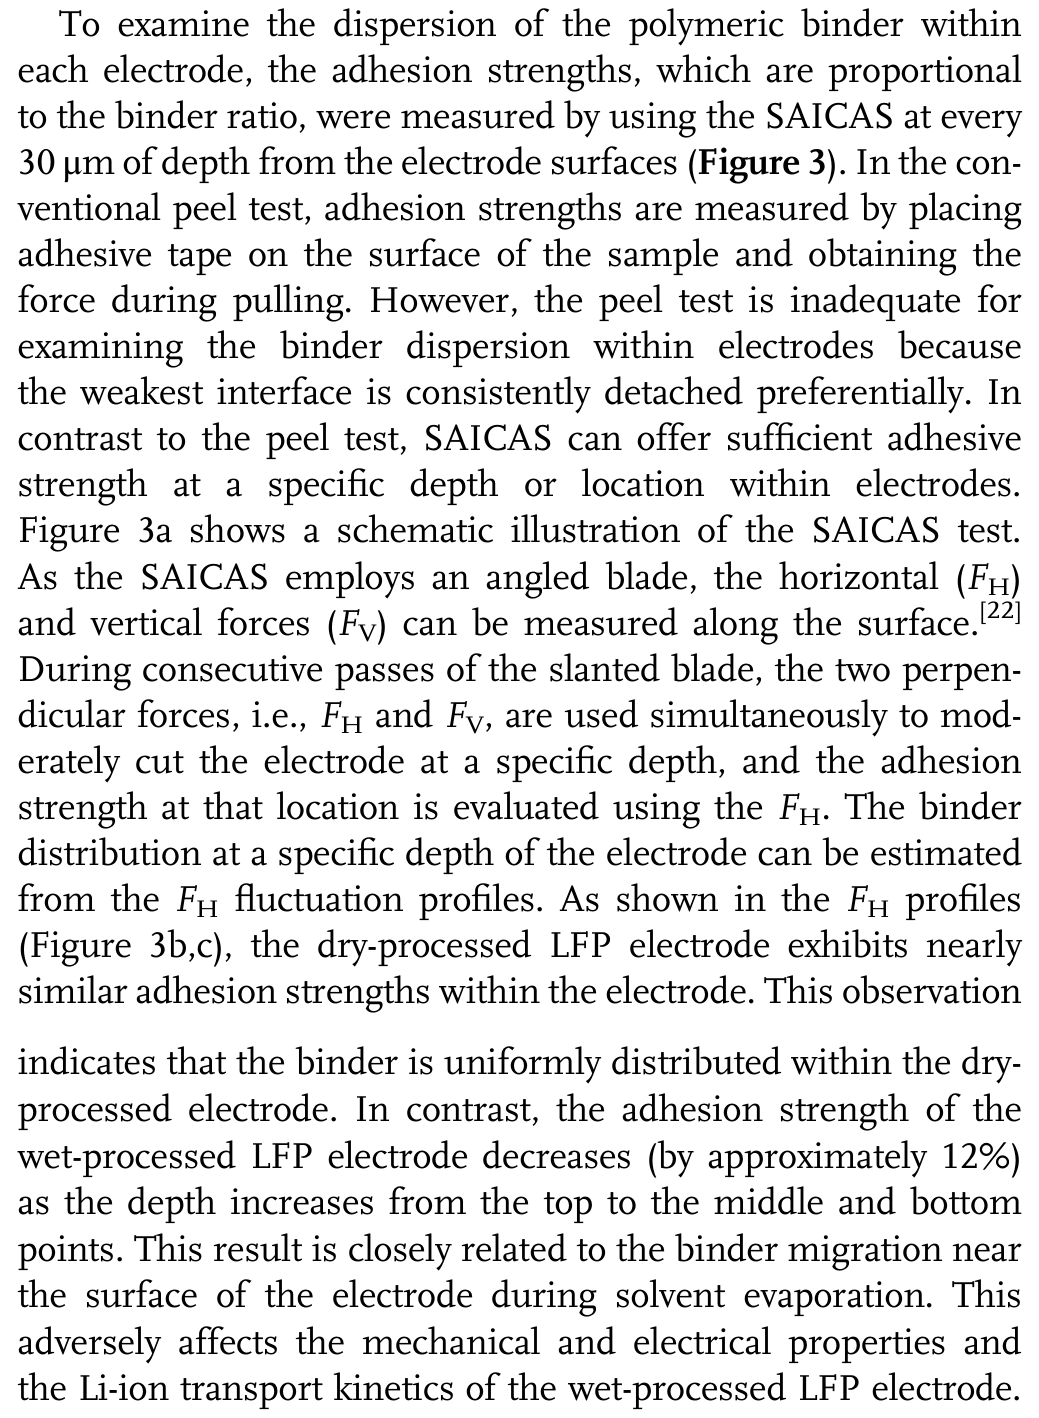 To examine the dispersion of the polymeric binder within
each electrode, the adhesion strengths, which are proportional
to the binder ratio, were measured by using the SAICAS at every
30 μm of depth from the electrode surfaces (Figure 3). In the con-
ventional peel test, adhesion strengths are measured by placing
adhesive tape on the surface of the sample and obtaining the
force during pulling. However, the peel test is inadequate for
examining the binder dispersion within electrodes because
the weakest interface is consistently detached preferentially. In
contrast to the peel test, SAICAS can offer sufficient adhesive
strength at a specific depth or location within electrodes.
Figure 3a shows a schematic illustration of the SAICAS test.
As the SAICAS employs an angled blade, the horizontal (FH)
and vertical forces (FV) can be measured along the surface.[22]
During consecutive passes of the slanted blade, the two perpen-
dicular forces, i.e., FH and FV, are used simultaneously to mod-
erately cut the electrode at a specific depth, and the adhesion
strength at that location is evaluated using the FH. The binder
distribution at a specific depth of the electrode can be estimated
from the FH fluctuation profiles. As shown in the FH profiles
(Figure 3b,c), the dry-processed LFP electrode exhibits nearly
similar adhesion strengths within the electrode. This observation
indicates that the binder is uniformly distributed within the dry-
processed electrode. In contrast, the adhesion strength of the
wet-processed LFP electrode decreases (by approximately 12%)
as the depth increases from the top to the middle and bottom
points. This result is closely related to the binder migration near
the surface of the electrode during solvent evaporation. This
adversely affects the mechanical and electrical properties and
the Li-ion transport kinetics of the wet-processed LFP electrode.